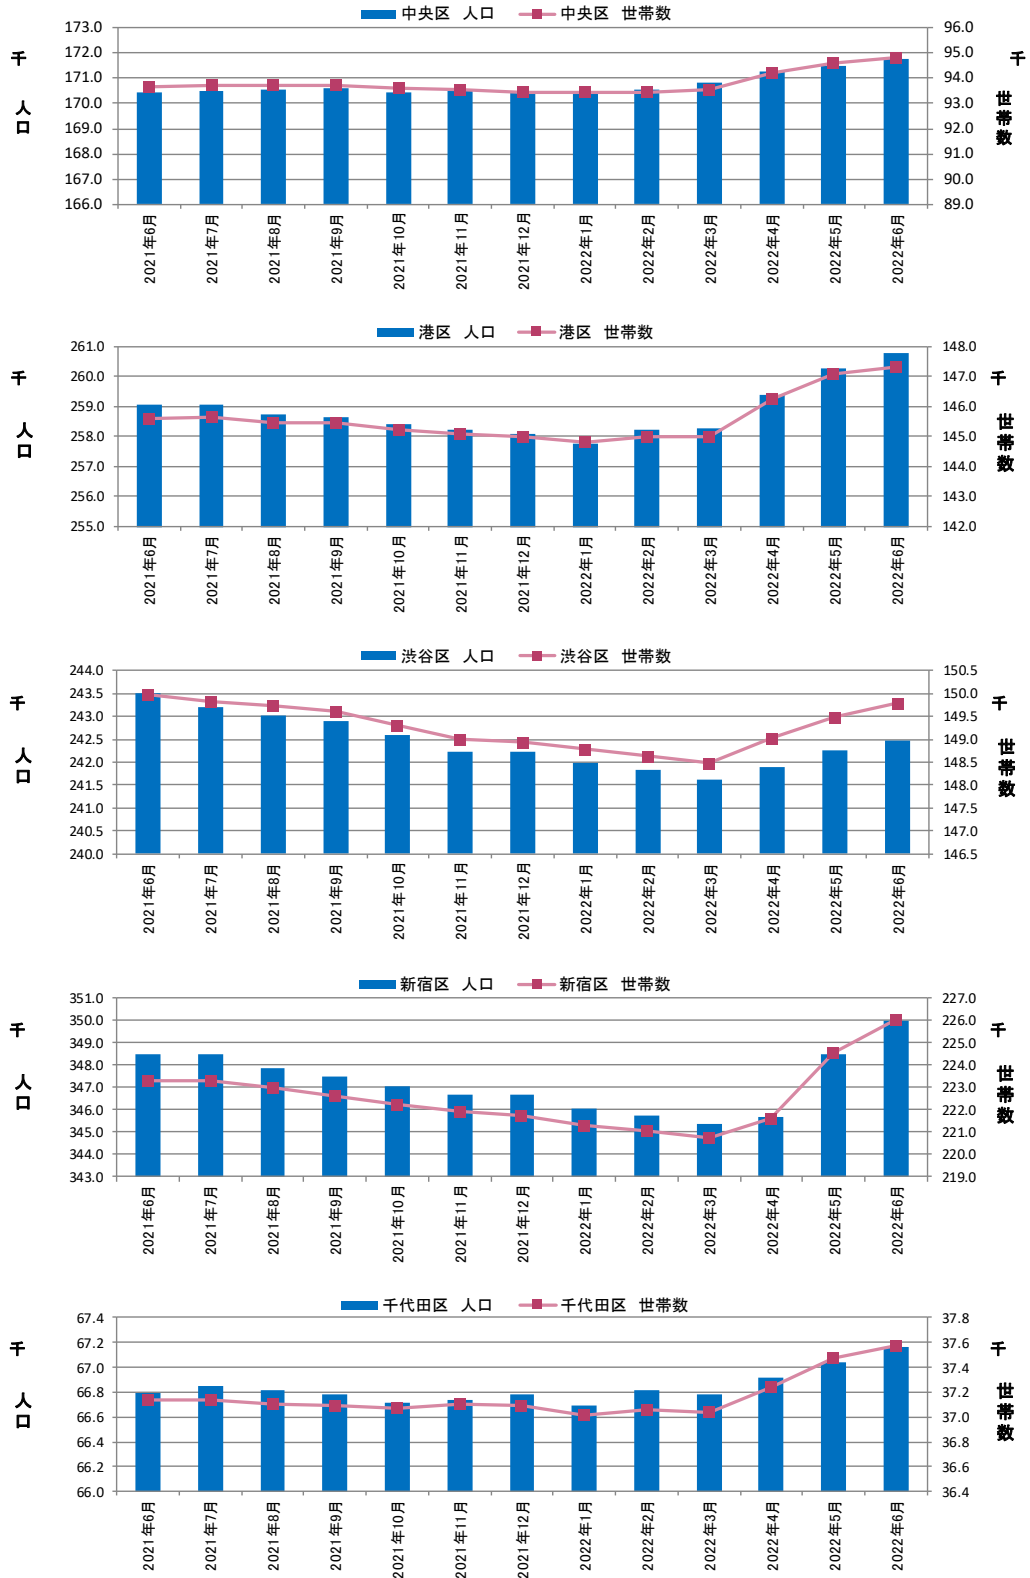 中央区 人口 中央区 世帯数
千
人口
173.0
172.0
171.0
170.0
169.0
168.0
167.0
166.0
96.0
95.0
94.0
93.0
92.0
91.0
90.0
89.0
千
世帯数
2021年6月
2021年7月
2021年8月
2021年9月
2021年10月
2021年11月
2021年12月
2022年1月
2022年2月
2022年3月
2022年4月
2022年5月
2022年6月
港区 人口 港区 世帯数
千
人口
261.0
260.0
259.0
258.0
257.0
256.0
255.0
148.0
147.0
146.0
145.0
144.0
143.0
142.0
千
世帯数
2021年6月
2021年7月
2021年8月
2021年9月
2021年10月
2021年11月
2021年12月
2022年1月
2022年2月
2022年3月
2022年4月
2022年5月
2022年6月
渋谷区 人口 渋谷区 世帯数
千
人口
244.0
243.5
243.0
242.5
242.0
241.5
241.0
240.5
240.0
150.5
150.0
149.5
149.0
148.5
148.0
147.5
147.0
146.5
千
世帯数
2021年6月
2021年7月
2021年8月
2021年9月
2021年10月
2021年11月
2021年12月
2022年1月
2022年2月
2022年3月
2022年4月
2022年5月
2022年6月
新宿区 人口 新宿区 世帯数
千
人口
351.0
350.0
349.0
348.0
347.0
346.0
345.0
344.0
343.0
227.0
226.0
225.0
224.0
223.0
222.0
221.0
220.0
219.0
千
世帯数
2021年6月
2021年7月
2021年8月
2021年9月
2021年10月
2021年11月
2021年12月
2022年1月
2022年2月
2022年3月
2022年4月
2022年5月
2022年6月
千代田区 人口 千代田区 世帯数
千
人口
67.4
67.2
67.0
66.8
66.6
66.4
66.2
66.0
37.8
37.6
37.4
37.2
37.0
36.8
36.6
36.4
千
世帯数
2021年6月
2021年7月
2021年8月
2021年9月
2021年10月
2021年11月
2021年12月
2022年1月
2022年2月
2022年3月
2022年4月
2022年5月
2022年6月